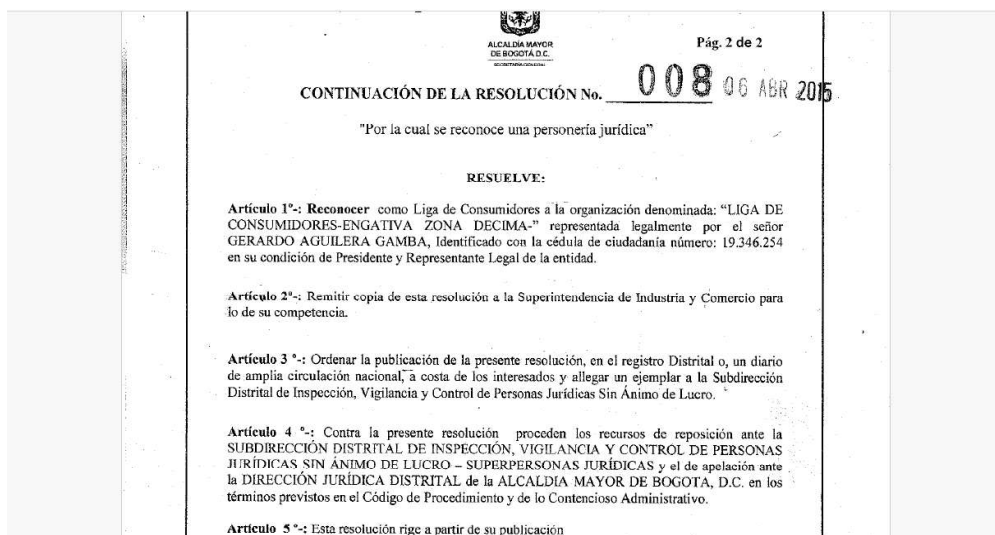 ALCALDÍA MAYOR
DE BOGOTÁ D.C.
SECRETARÍA GENERAL
Pág. 2 de 2
CONTINUACIÓN DE LA RESOLUCIÓN No. 008 06 ABR 2015
"Por la cual se reconoce una personería jurídica"
RESUELVE:
Artículo 1º-: Reconocer como Liga de Consumidores a la organización denominada: "LIGA DE
CONSUMIDORES-ENGATIVA ZONA DECIMA-" representada legalmente por el señor
GERARDO AGUILERA GAMBA, Identificado con la cédula de ciudadanía número: 19.346.254
en su condición de Presidente y Representante Legal de la entidad.
Artículo 2º-: Remitir copia de esta resolución a la Superintendencia de Industria y Comercio para
lo de su competencia.
Artículo 3 º-: Ordenar la publicación de la presente resolución, en el registro Distrital o, un diario
de amplia circulación nacional, a costa de los interesados y allegar un ejemplar a la Subdirección
Distrital de Inspección, Vigilancia y Control de Personas Jurídicas Sin Ánimo de Lucro.
Artículo 4 º-: Contra la presente resolución proceden los recursos de reposición ante la
SUBDIRECCIÓN DISTRITAL DE INSPECCIÓN, VIGILANCIA Y CONTROL DE PERSONAS
JURÍDICAS SIN ÁNIMO DE LUCRO – SUPERPERSONAS JURÍDICAS y el de apelación ante
la DIRECCIÓN JURÍDICA DISTRITAL de la ALCALDIA MAYOR DE BOGOTA, D.C. en los
términos previstos en el Código de Procedimiento y de lo Contencioso Administrativo.
Artículo 5 º-: Esta resolución rige a partir de su publicación